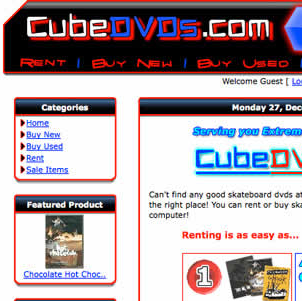 CubeDVDs.com
Rent | Buy New | Buy Used |
Welcome Guest [ Lo
Categories
Home
Buy New
Buy Used
Rent
Sale Items
Featured Product
Chocolate Hot Choc..
Monday 27, Dec
Serving you Extrem
CubeDV
Can't find any good skateboard dvds at
the right place! You can rent or buy sk
computer!
Renting is as easy as...
1